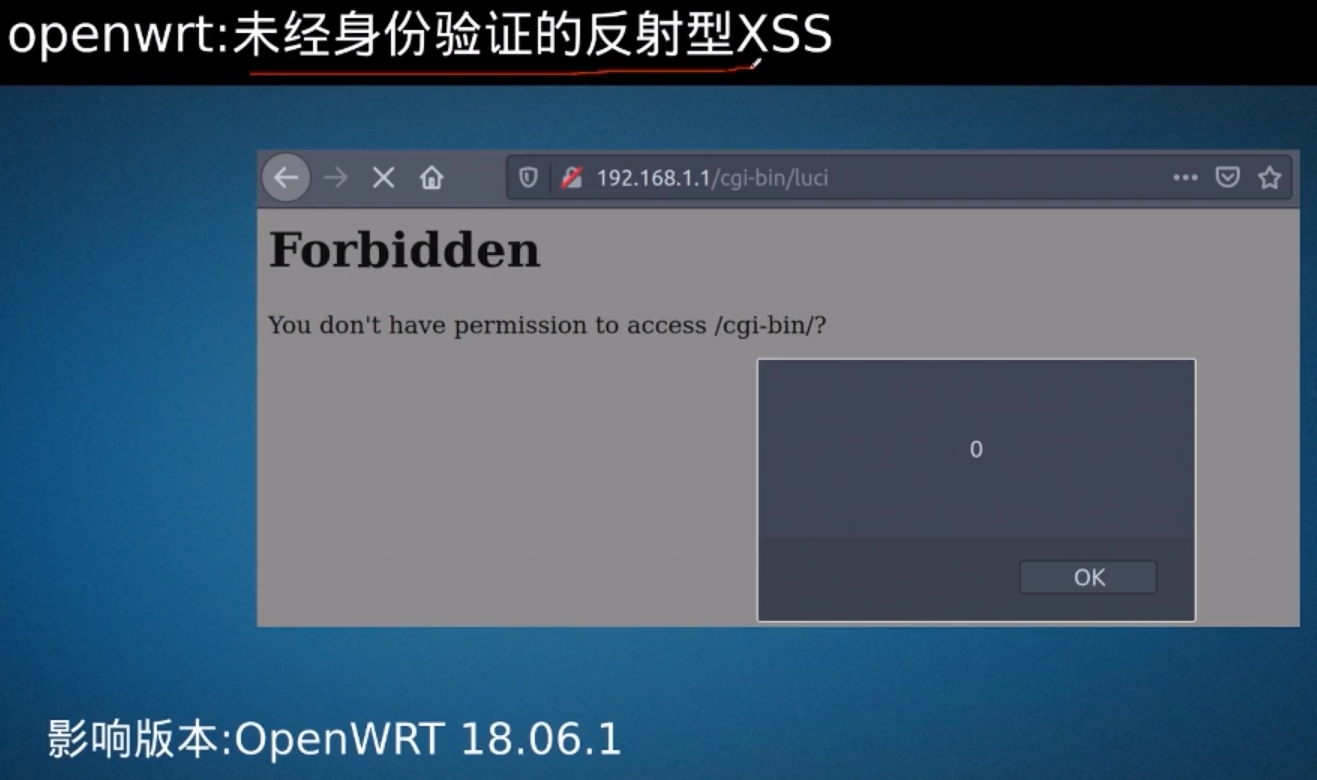 openwrt:未经身份验证的反射型XSS
192.168.1.1/cgi-bin/luci
Forbidden
You don't have permission to access /cgi-bin/?
0
OK
影响版本:OpenWRT 18.06.1